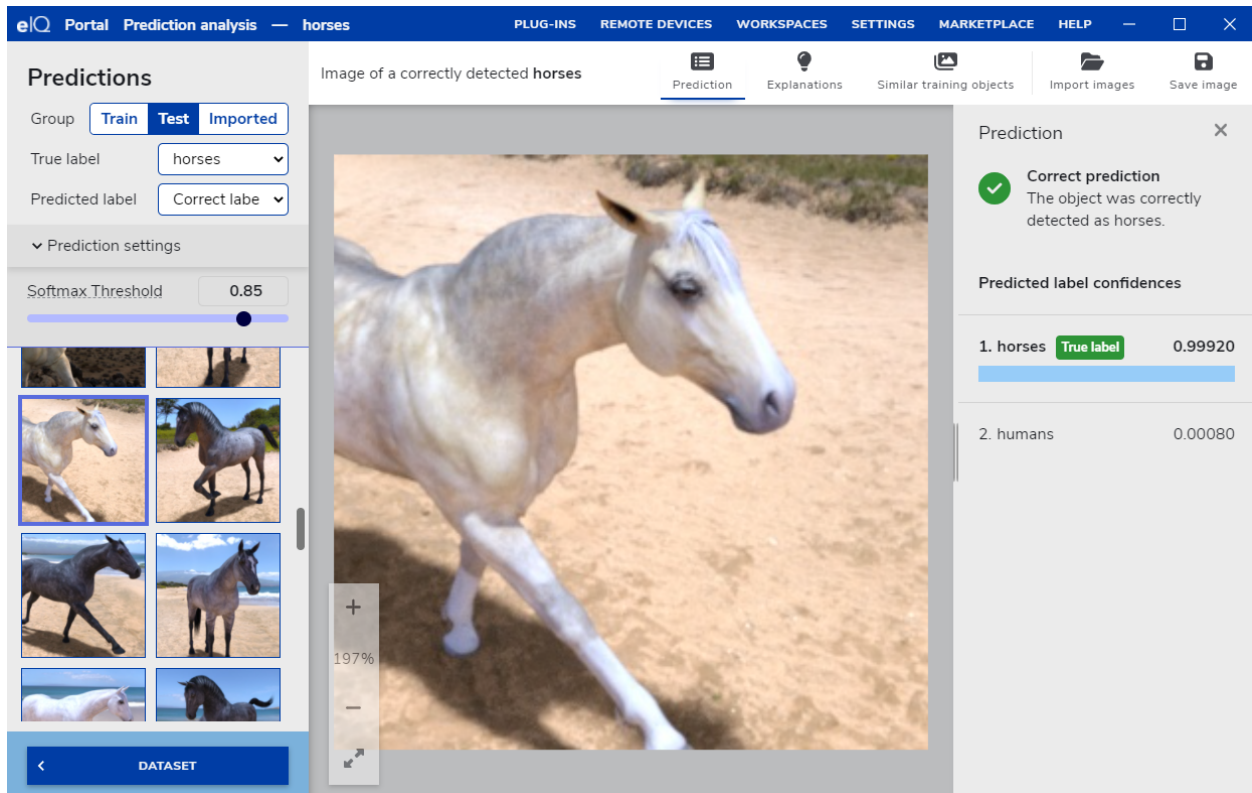 eIQ Portal Prediction analysis — horses PLUG-INS REMOTE DEVICES WORKSPACES SETTINGS MARKETPLACE HELP
Predictions
Group Train Test Imported
True label horses
Predicted label Correct labe
Prediction settings
Softmax Threshold 0.85
DATASET
Image of a correctly detected horses
Prediction Explanations Similar training objects Import images Save image
197%
Prediction
Correct prediction
The object was correctly
detected as horses.
Predicted label confidences
1. horses True label 0.99920
2. humans 0.00080